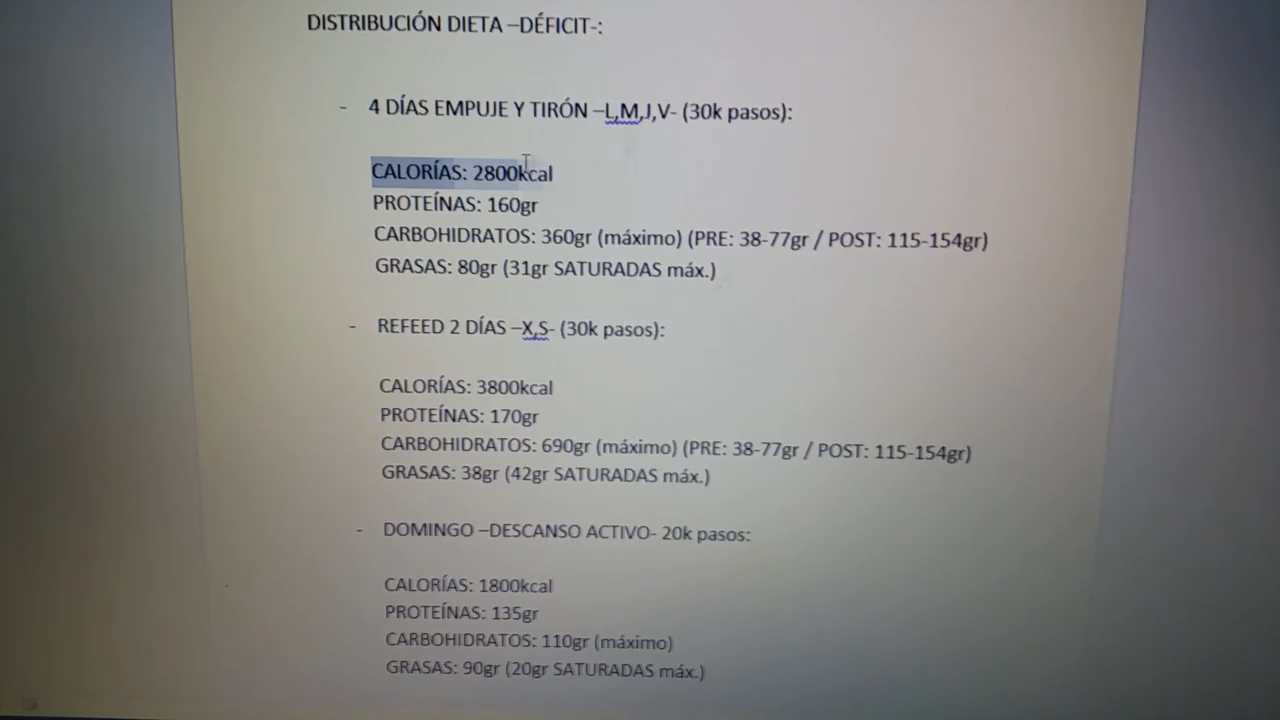 DISTRIBUCIÓN DIETA –DÉFICIT-:
- 4 DÍAS EMPUJE Y TIRÓN –L,M,J,V- (30k pasos):
CALORÍAS: 2800kcal
PROTEÍNAS: 160gr
CARBOHIDRATOS: 360gr (máximo) (PRE: 38-77gr / POST: 115-154gr)
GRASAS: 80gr (31gr SATURADAS máx.)
- REFEED 2 DÍAS –X,S- (30k pasos):
CALORÍAS: 3800kcal
PROTEÍNAS: 170gr
CARBOHIDRATOS: 690gr (máximo) (PRE: 38-77gr / POST: 115-154gr)
GRASAS: 38gr (42gr SATURADAS máx.)
- DOMINGO –DESCANSO ACTIVO- 20k pasos:
CALORÍAS: 1800kcal
PROTEÍNAS: 135gr
CARBOHIDRATOS: 110gr (máximo)
GRASAS: 90gr (20gr SATURADAS máx.)